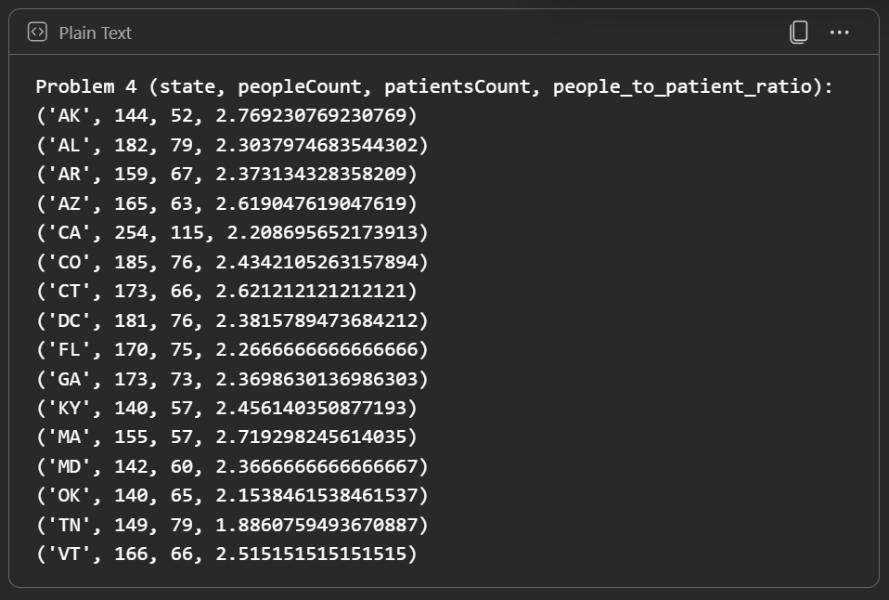 Plain Text
Problem 4 (state, peopleCount, patientsCount, people_to_patient_ratio):
('AK', 144, 52, 2.769230769230769)
('AL', 182, 79, 2.3037974683544302)
('AR', 159, 67, 2.373134328358209)
('AZ', 165, 63, 2.619047619047619)
('CA', 254, 115, 2.208695652173913)
('CO', 185, 76, 2.4342105263157894)
('CT', 173, 66, 2.621212121212121)
('DC', 181, 76, 2.3815789473684212)
('FL', 170, 75, 2.2666666666666666)
('GA', 173, 73, 2.3698630136986303)
('KY', 140, 57, 2.456140350877193)
('MA', 155, 57, 2.719298245614035)
('MD', 142, 60, 2.3666666666666667)
('OK', 140, 65, 2.1538461538461537)
('TN', 149, 79, 1.8860759493670887)
('VT', 166, 66, 2.515151515151515)